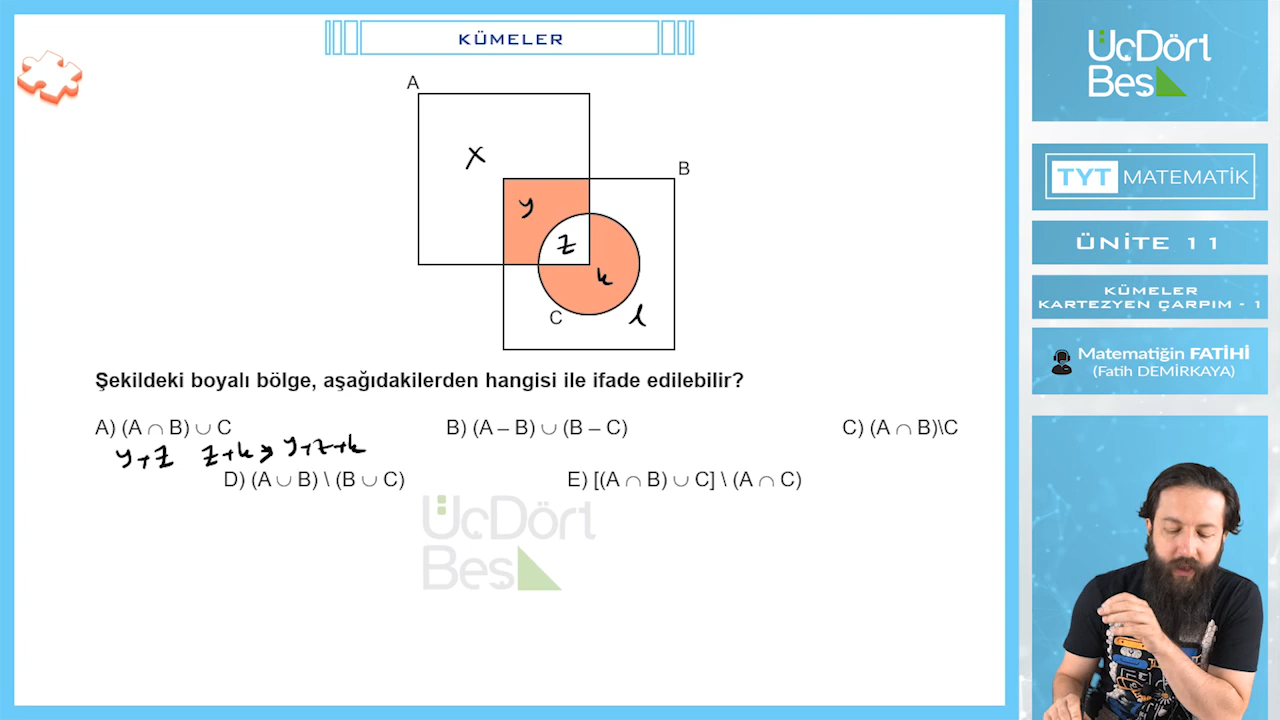 KÜMELER
A
X
B
y
z
k
C
l
Şekildeki boyalı bölge, aşağıdakilerden hangisi ile ifade edilebilir?
A) (A ∩ B) ∪ C
B) (A – B) ∪ (B – C)
C) (A ∩ B)\C
y+z z+k → y+z+k
D) (A ∪ B) \ (B ∪ C)
E) [(A ∩ B) ∪ C] \ (A ∩ C)
ÜçDört
Beş
ÜçDört
Beş
TYT MATEMATİK
ÜNİTE 11
KÜMELER
KARTEZYEN ÇARPIM - 1
Matematiğin FATİHİ
(Fatih DEMİRKAYA)